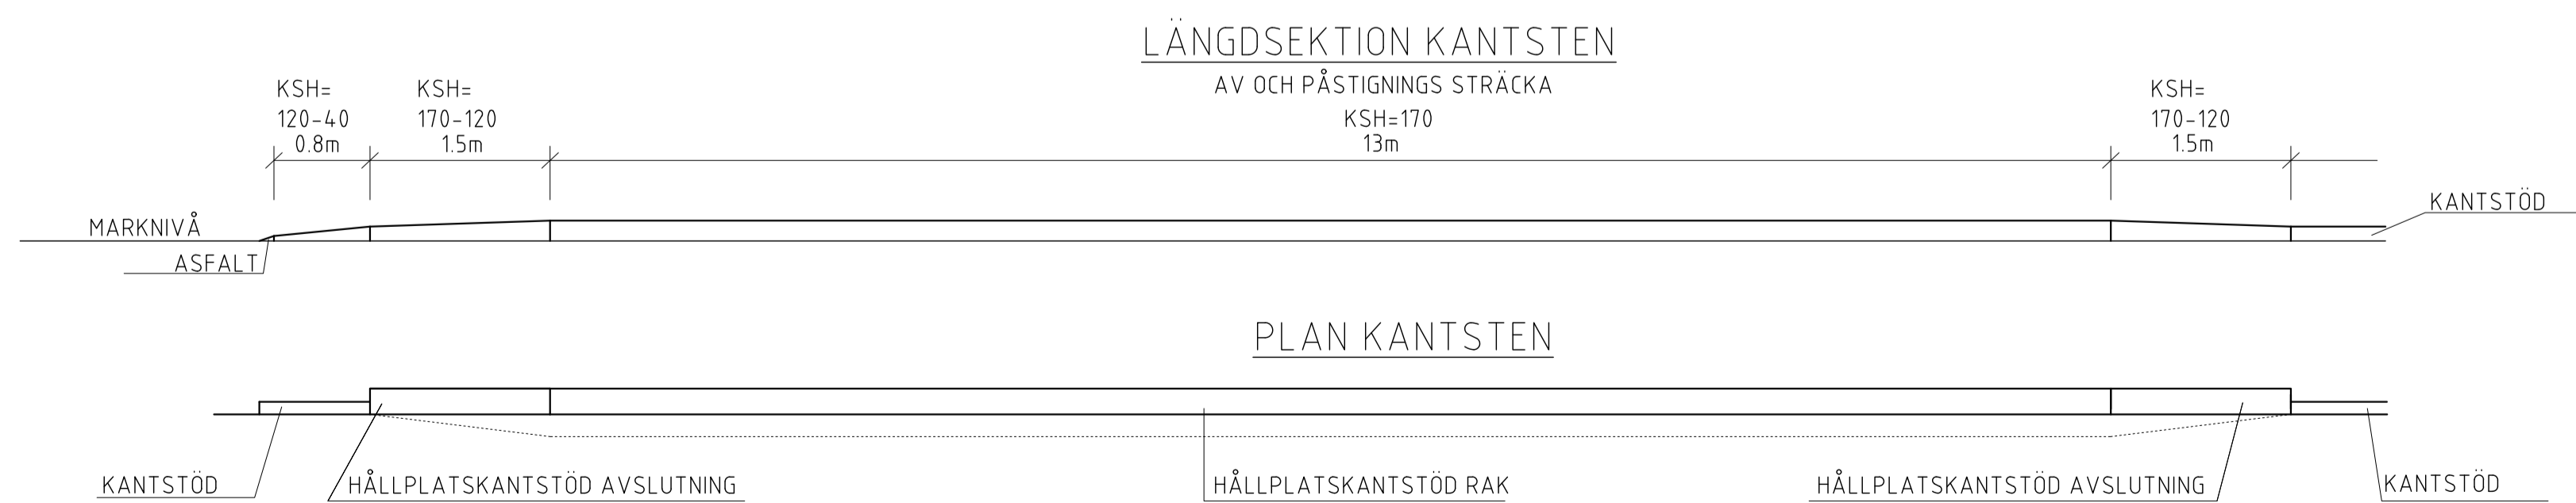 LÄNGDSEKTION KANTSTEN
AV OCH PÅSTIGNINGS STRÄCKA
KSH=
120-40
0.8m
KSH=
170-120
1.5m
KSH=170
13m
KSH=
170-120
1.5m
MARKNIVÅ
ASFALT
KANTSTÖD
PLAN KANTSTEN
KANTSTÖD
HÅLLPLATSKANTSTÖD AVSLUTNING
HÅLLPLATSKANTSTÖD RAK
HÅLLPLATSKANTSTÖD AVSLUTNING
KANTSTÖD